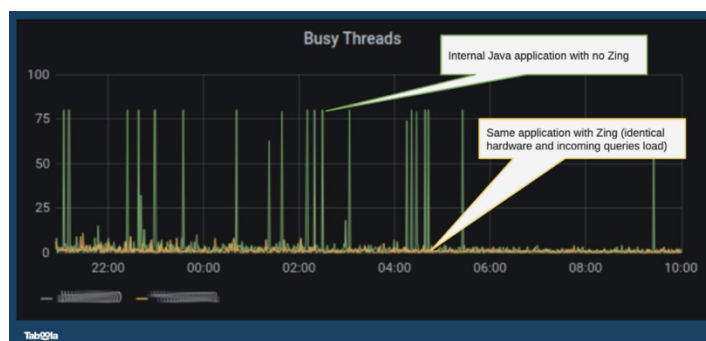 Busy Threads
Internal Java application with no Zing
100
75
Same application with Zing (identical
hardware and incoming queries load)
50
25
0
22:00 00:00 02:00 04:00 06:00 08:00 10:00
Taboola